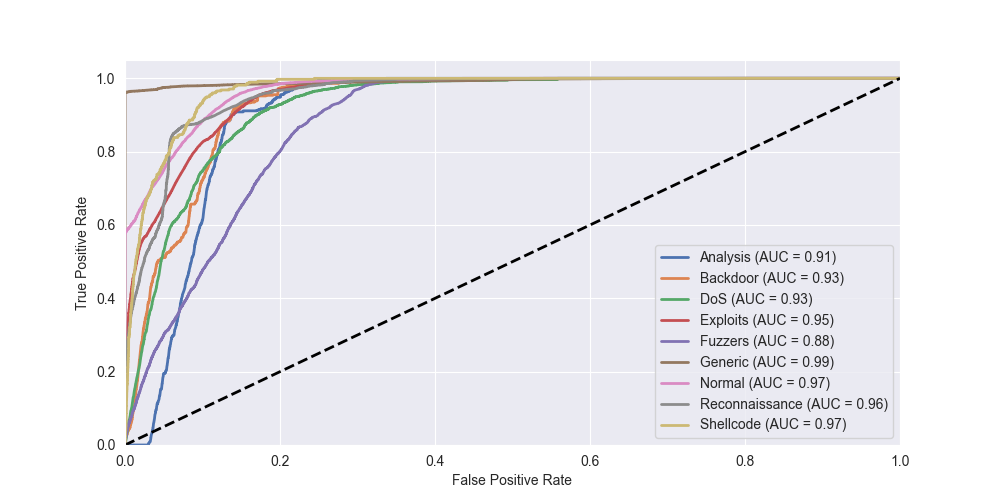 1.0
0.8
0.6
0.4
0.2
0.0
True Positive Rate
0.0 0.2 0.4 0.6 0.8 1.0
False Positive Rate
Analysis (AUC = 0.91)
Backdoor (AUC = 0.93)
DoS (AUC = 0.93)
Exploits (AUC = 0.95)
Fuzzers (AUC = 0.88)
Generic (AUC = 0.99)
Normal (AUC = 0.97)
Reconnaissance (AUC = 0.96)
Shellcode (AUC = 0.97)